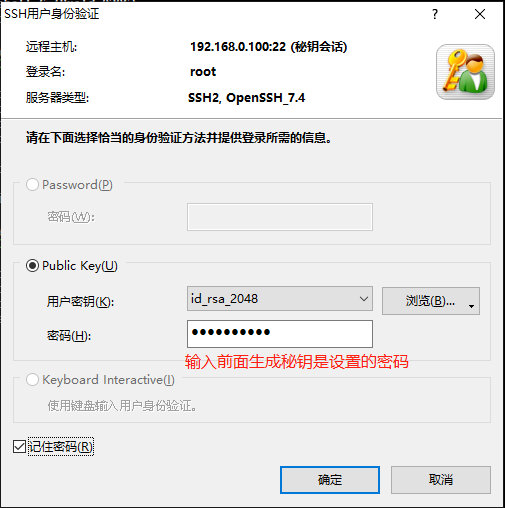 SSH用户身份验证
远程主机: 192.168.0.100:22 (秘钥会话)
登录名: root
服务器类型: SSH2, OpenSSH_7.4
请在下面选择恰当的身份验证方法并提供登录所需的信息。
Password(P)
密码(W):
Public Key(U)
用户密钥(K): id_rsa_2048 浏览(B)...
密码(H): ●●●●●●●●●●
输入前面生成秘钥是设置的密码
Keyboard Interactive(I)
使用键盘输入用户身份验证。
记住密码(R)
确定 取消